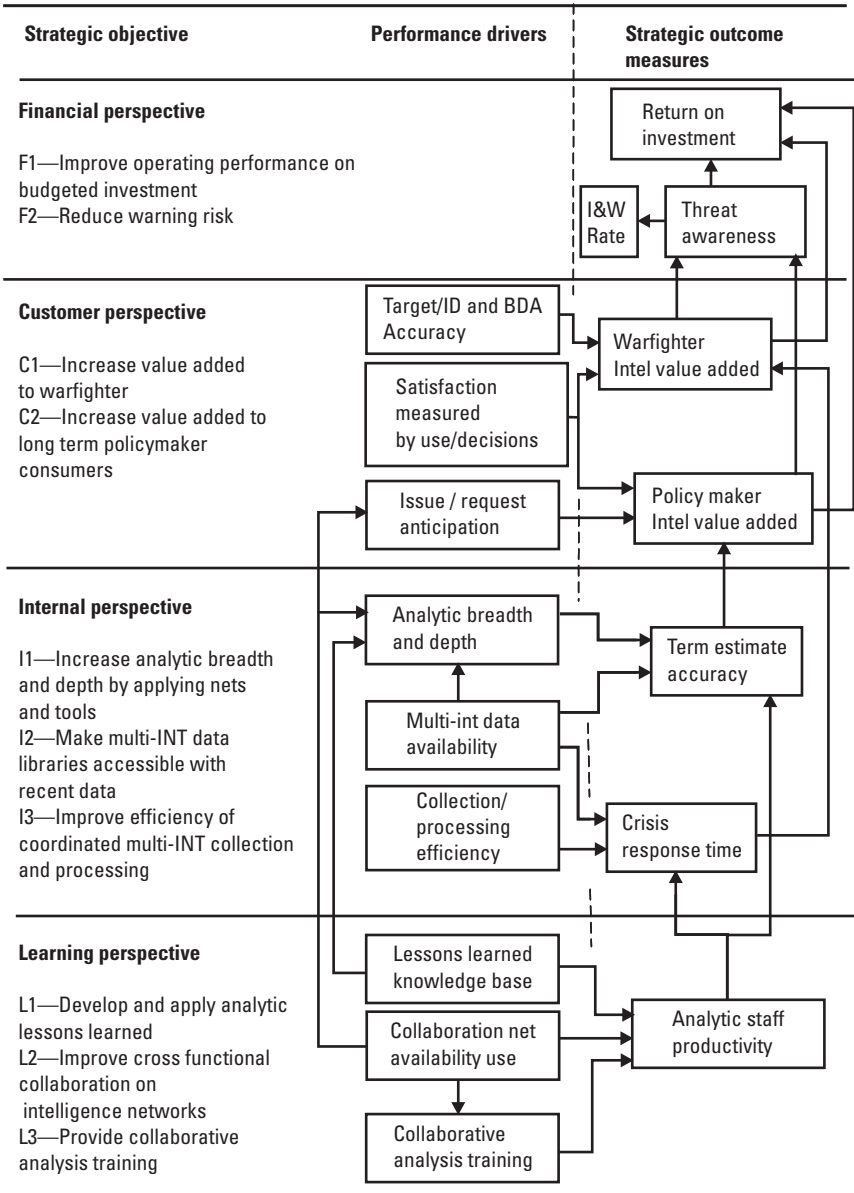 Strategic objective
Performance drivers
Strategic outcome
measures
Financial perspective
F1—Improve operating performance on
budgeted investment
F2—Reduce warning risk
Return on
investment
I&W
Rate
Threat
awareness
Customer perspective
C1—Increase value added
to warfighter
C2—Increase value added to
long term policymaker
consumers
Target/ID and BDA
Accuracy
Satisfaction
measured
by use/decisions
Issue / request
anticipation
Warfighter
Intel value added
Policy maker
Intel value added
Internal perspective
I1—Increase analytic breadth
and depth by applying nets
and tools
I2—Make multi-INT data
libraries accessible with
recent data
I3—Improve efficiency of
coordinated multi-INT collection
and processing
Analytic breadth
and depth
Multi-int data
availability
Collection/
processing
efficiency
Term estimate
accuracy
Crisis
response time
Learning perspective
L1—Develop and apply analytic
lessons learned
L2—Improve cross functional
collaboration on
intelligence networks
L3—Provide collaborative
analysis training
Lessons learned
knowledge base
Collaboration net
availability use
Collaborative
analysis training
Analytic staff
productivity